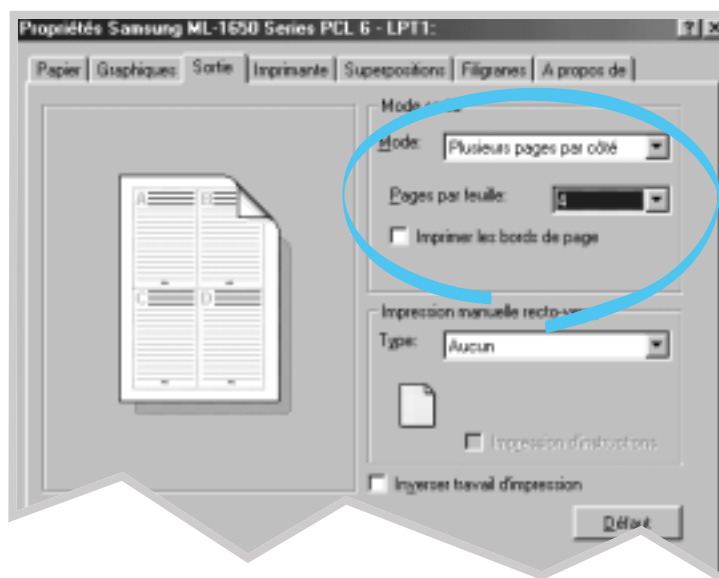 Propriétés Samsung ML-1650 Series PCL 6 - LPT1:
Papier Graphiques Sortie Imprimante Superpositions Filigranes A propos de
Mode
Mode: Plusieurs pages par côté
Pages par feuille:
Imprimer les bords de page
A B
C D
Impression manuelle recto-
Type: Aucun
Impression d'instructions
Inverser travail d'impression
Défaut